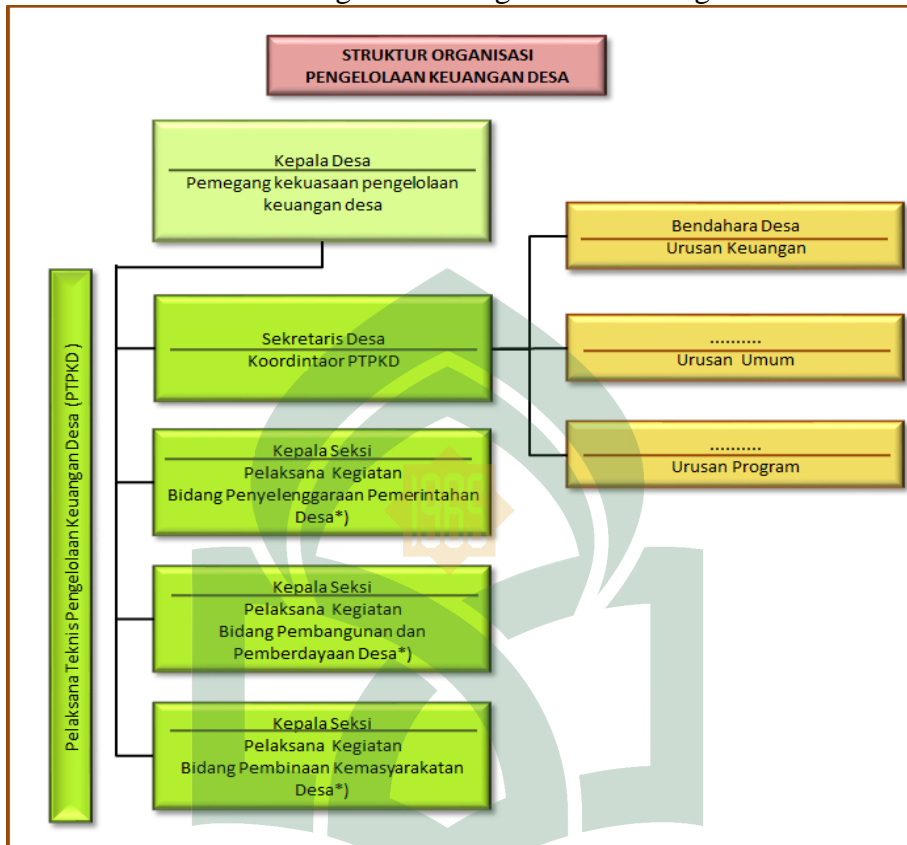 STRUKTUR ORGANISASI
PENGELOLAAN KEUANGAN DESA
Kepala Desa
Pemegang kekuasaan pengelolaan
keuangan desa
Bendahara Desa
Urusan Keuangan
Pelaksana Teknis Pengelolaan Keuangan Desa (PTPKD )
Sekretaris Desa
Koordintaor PTPKD
..........
Urusan Umum
Kepala Seksi
Pelaksana Kegiatan
Bidang Penyelenggaraan Pemerintahan
Desa*)
..........
Urusan Program
1969
Kepala Seksi
Pelaksana Kegiatan
Bidang Pembangunan dan
Pemberdayaan Desa*)
Kepala Seksi
Pelaksana Kegiatan
Bidang Pembinaan Kemasyarakatan
Desa*)